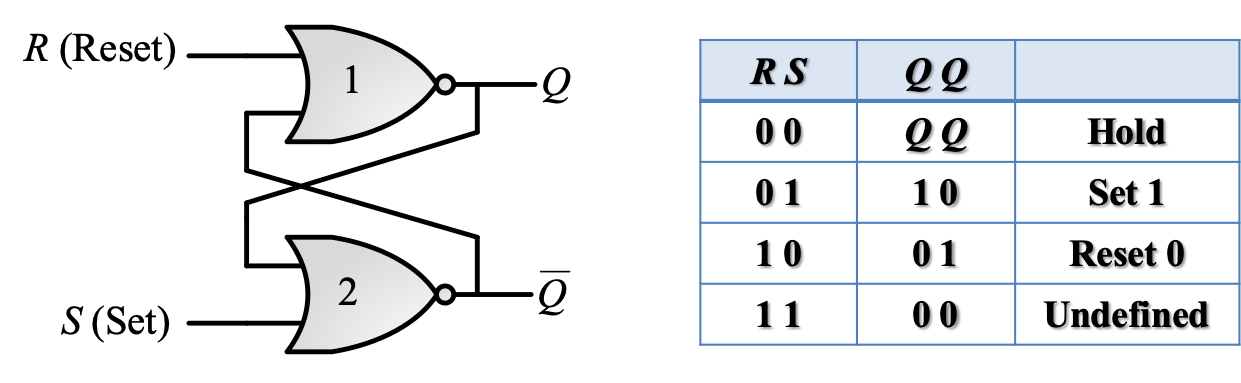 R (Reset)
1
Q
2
Q̅
S (Set)
R S Q Q
0 0 Q Q Hold
0 1 1 0 Set 1
1 0 0 1 Reset 0
1 1 0 0 Undefined